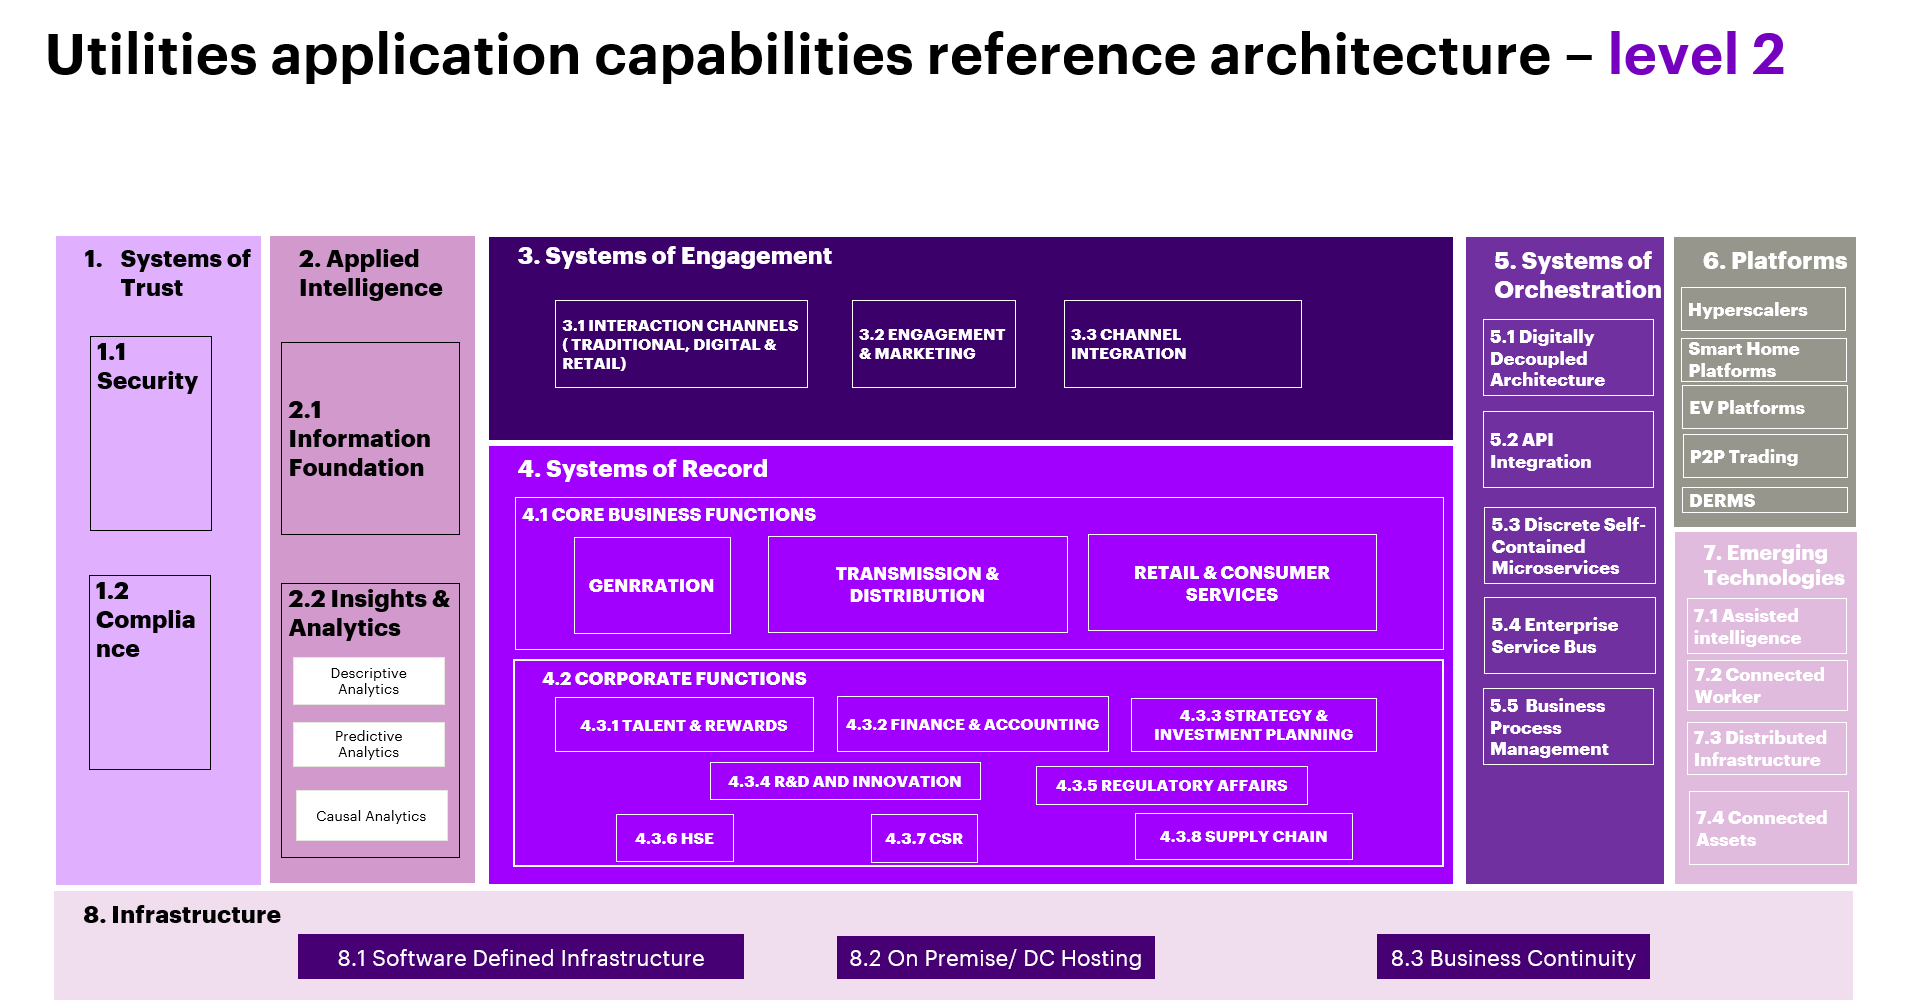 Utilities application capabilities reference architecture – level 2
1. Systems of
Trust
1.1
Security
1.2
Complia
nce
2. Applied
Intelligence
2.1
Information
Foundation
2.2 Insights &
Analytics
Descriptive
Analytics
Predictive
Analytics
Causal Analytics
3. Systems of Engagement
3.1 INTERACTION CHANNELS
( TRADITIONAL, DIGITAL &
RETAIL)
3.2 ENGAGEMENT
& MARKETING
3.3 CHANNEL
INTEGRATION
4. Systems of Record
4.1 CORE BUSINESS FUNCTIONS
GENRRATION
TRANSMISSION &
DISTRIBUTION
RETAIL & CONSUMER
SERVICES
4.2 CORPORATE FUNCTIONS
4.3.1 TALENT & REWARDS
4.3.2 FINANCE & ACCOUNTING
4.3.3 STRATEGY &
INVESTMENT PLANNING
4.3.4 R&D AND INNOVATION
4.3.5 REGULATORY AFFAIRS
4.3.6 HSE
4.3.7 CSR
4.3.8 SUPPLY CHAIN
5. Systems of
Orchestration
5.1 Digitally
Decoupled
Architecture
5.2 API
Integration
5.3 Discrete Self-
Contained
Microservices
5.4 Enterprise
Service Bus
5.5 Business
Process
Management
6. Platforms
Hyperscalers
Smart Home
Platforms
EV Platforms
P2P Trading
DERMS
7. Emerging
Technologies
7.1 Assisted
intelligence
7.2 Connected
Worker
7.3 Distributed
Infrastructure
7.4 Connected
Assets
8. Infrastructure
8.1 Software Defined Infrastructure
8.2 On Premise/ DC Hosting
8.3 Business Continuity